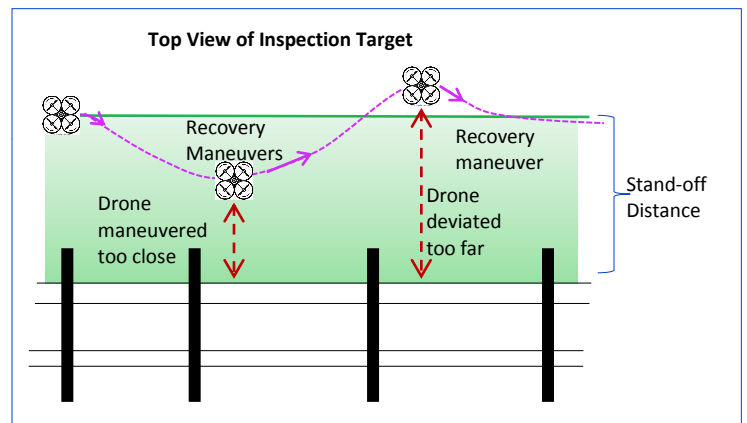 Top View of Inspection Target
Recovery
Maneuvers
Recovery
maneuver
Drone
maneuvered
too close
Drone
deviated
too far
Stand-off
Distance